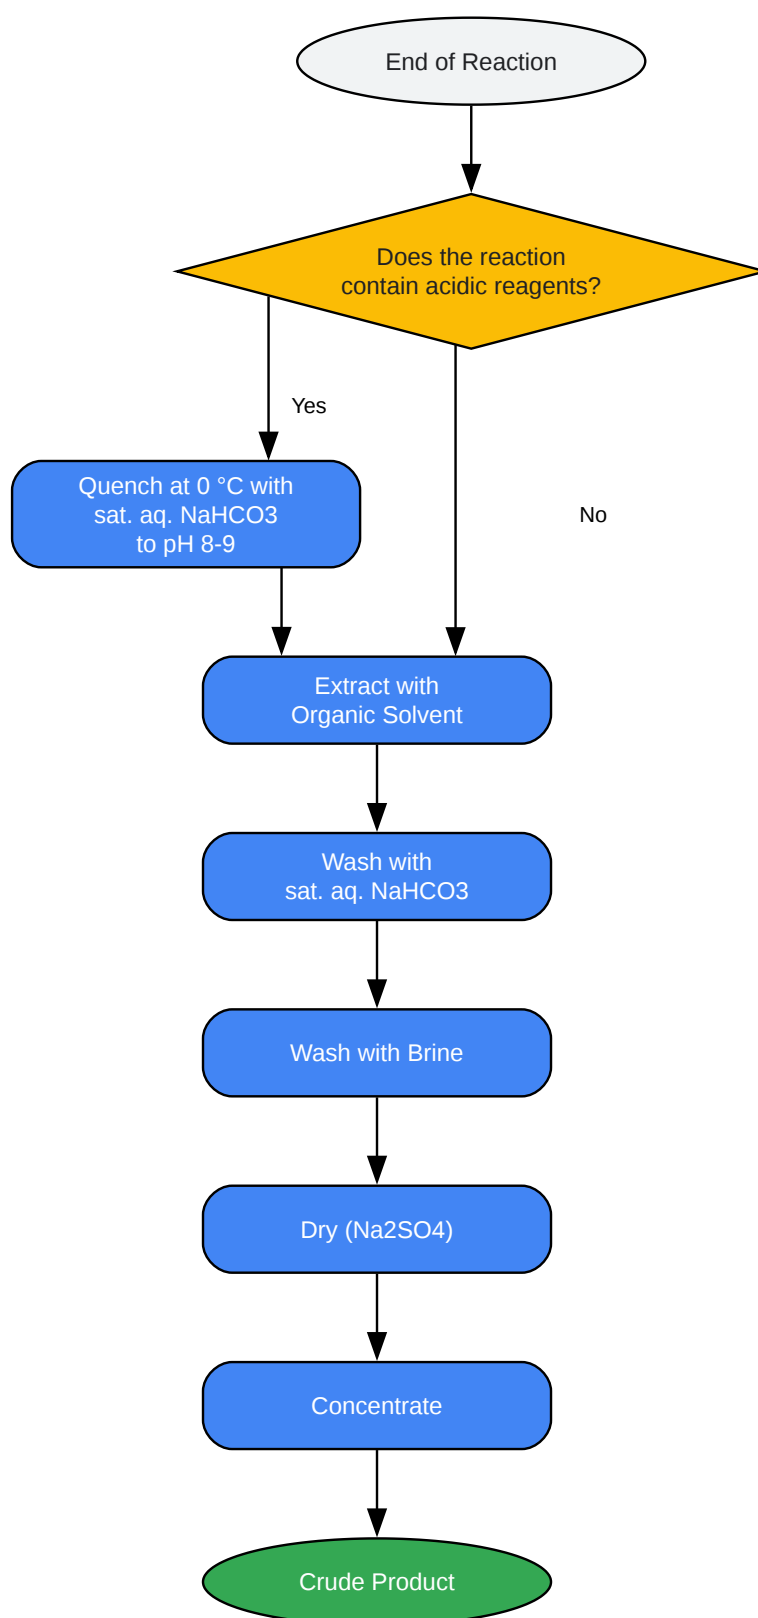 End of Reaction
Does the reaction
contain acidic reagents?
Yes
Quench at 0 °C with
sat. aq. NaHCO3
to pH 8-9
No
Extract with
Organic Solvent
Wash with
sat. aq. NaHCO3
Wash with Brine
Dry (Na2SO4)
Concentrate
Crude Product